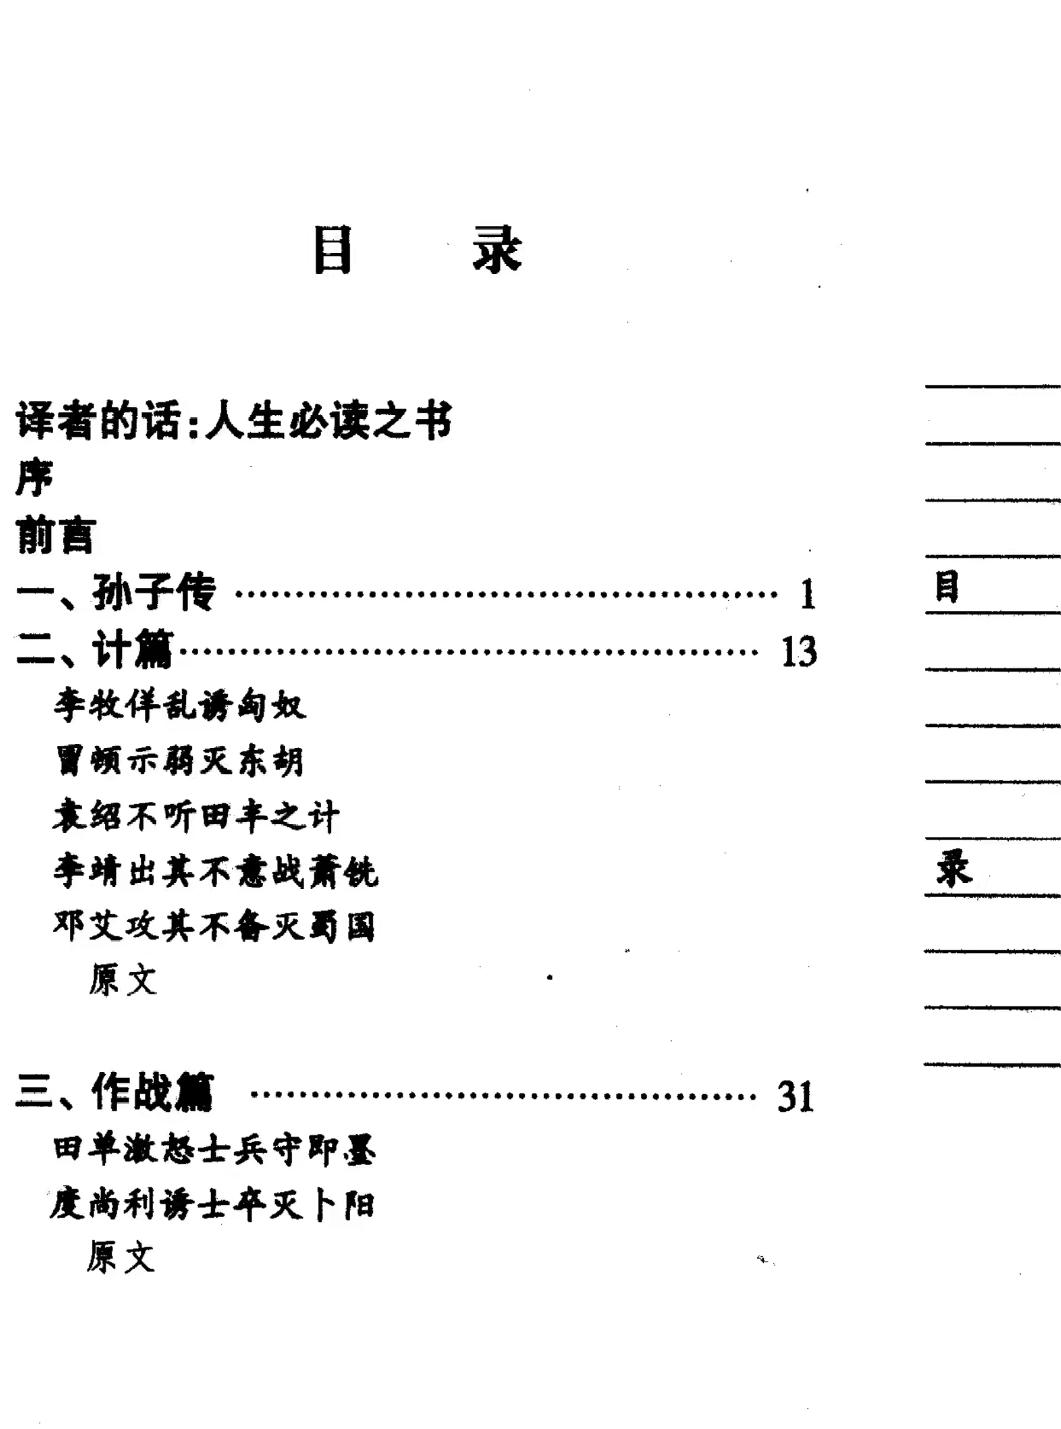 目 录
译者的话:人生必读之书
序
前言
一、孙子传 ………………………………………… 1
二、计篇…………………………………………… 13
李牧佯乱诱匈奴
冒顿示弱灭东胡
袁绍不听田丰之计
李靖出其不意战萧铣
邓艾攻其不备灭蜀国
原文
三、作战篇 ……………………………………… 31
田单激怒士兵守即墨
度尚利诱士卒灭卜阳
原文
目
录